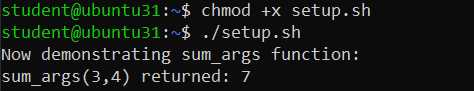 student@ubuntu31:~$ chmod +x setup.sh
student@ubuntu31:~$ ./setup.sh
Now demonstrating sum_args function:
sum_args(3,4) returned: 7